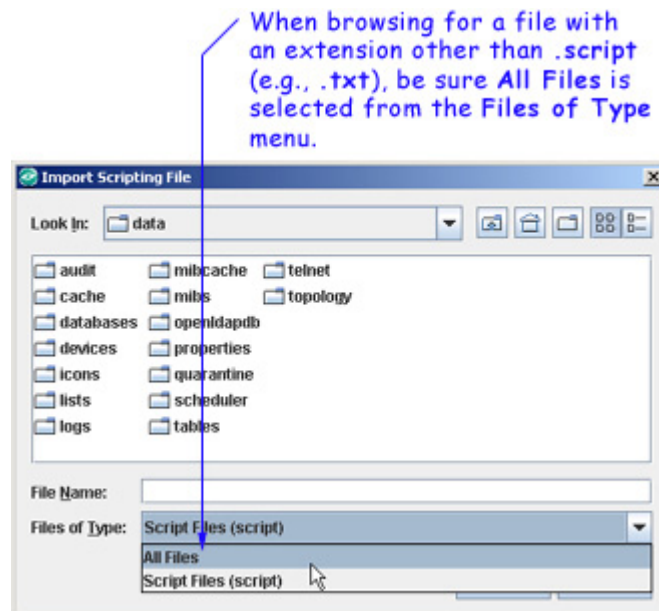 When browsing for a file with
an extension other than .script
(e.g., .txt), be sure All Files is
selected from the Files of Type
menu.
Import Scripting File
Look In: data
audit mibcache telnet
cache mibs topology
databases openldapdb
devices properties
icons quarantine
lists scheduler
logs tables
File Name:
Files of Type: Script Files (script)
All Files
Script Files (script)